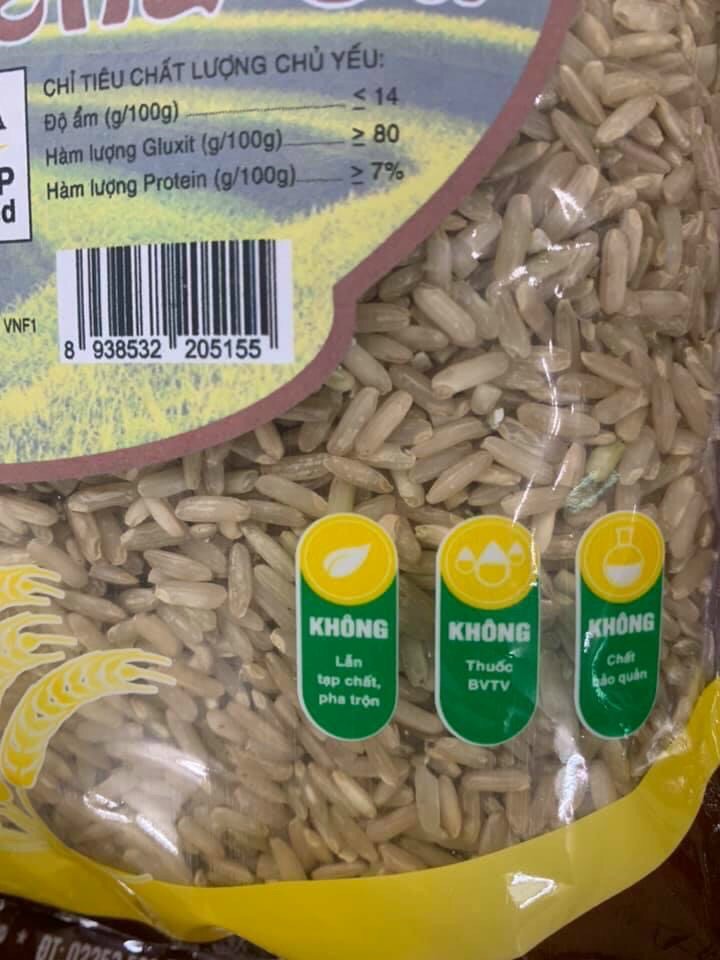 CHỈ TIÊU CHẤT LƯỢNG CHỦ YẾU:
Độ ẩm (g/100g) ≤ 14
Hàm lượng Gluxit (g/100g) ≥ 80
Hàm lượng Protein (g/100g) ≥ 7%
VNF1
8 938532 205155
KHÔNG
Lẫn
tạp chất,
pha trộn
KHÔNG
Thuốc
BVTV
KHÔNG
Chất
bảo quản
ĐT: